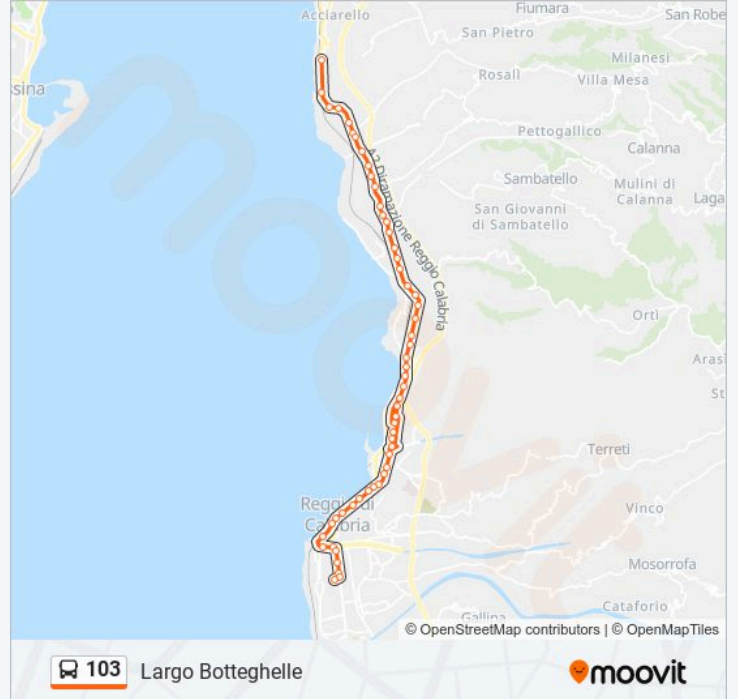 Acciarello
Fiumara
San Robe
San Pietro
Milanesi
Rosalì
Villa Mesa
ssina
Pettogallico
Calanna
A2 Diramazione Reggio Calabria
Sambatello
Mulini di
Calanna
Laga
San Giovanni
di Sambatello
Ortì
Aras
St
Terreti
Reggio di
Calabria
Vinco
Mosorrofa
Cataforio
Gallina
© OpenStreetMap contributors | © OpenMapTiles
103 Largo Botteghelle
moovit